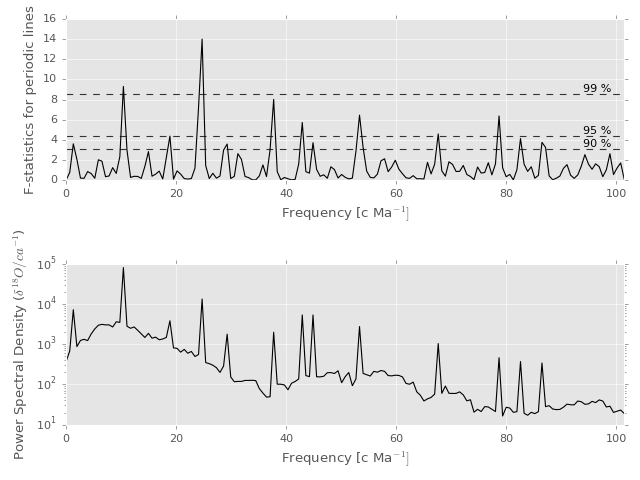 F-statistics for periodic lines
16
14
12
10
8
6
4
2
0
99 %
95 %
90 %
0 20 40 60 80 100
Frequency [c Ma⁻¹]
Power Spectral Density (δ¹⁸O/ca⁻¹)
10⁵
10⁴
10³
10²
10¹
0 20 40 60 80 100
Frequency [c Ma⁻¹]